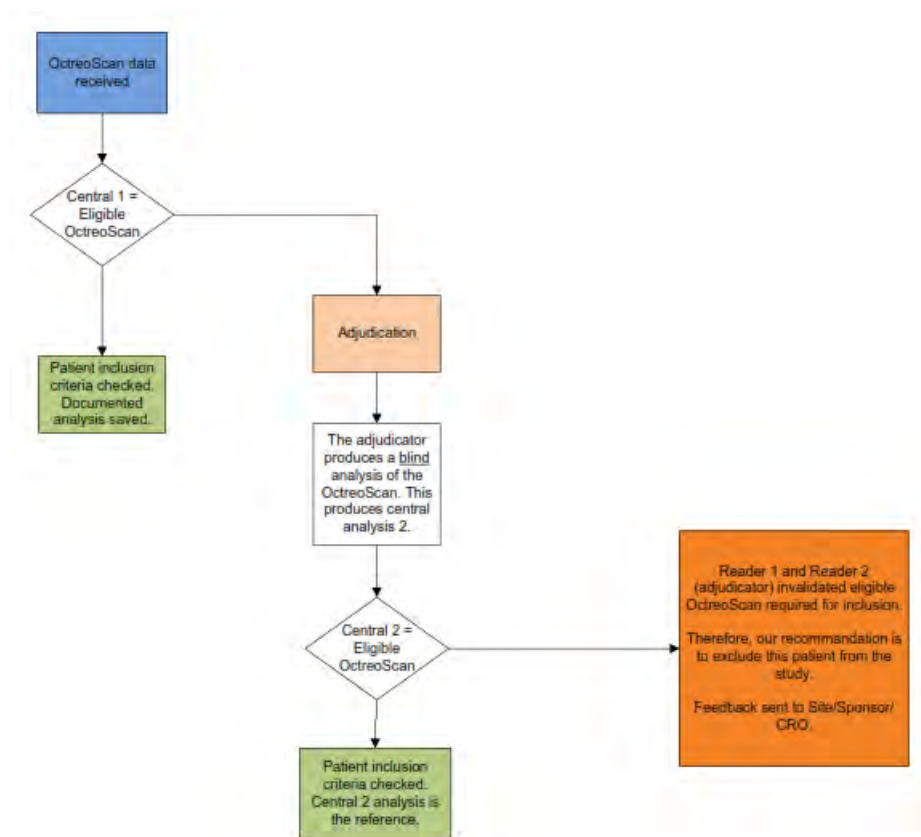 OctreoScan data
received
Central 1 =
Eligible
OctreoScan
Adjudication
Patient inclusion
criteria checked.
Documented
analysis saved.
The adjudicator
produces a blind
analysis of the
OctreoScan. This
produces central
analysis 2.
Reader 1 and Reader 2
(adjudicator) invalidated eligible
OctreoScan required for inclusion.
Therefore, our recommandation is
to exclude this patient from the
study.
Feedback sent to Site/Sponsor/
CRO.
Central 2 =
Eligible
OctreoScan
Patient inclusion
criteria checked.
Central 2 analysis is
the reference.